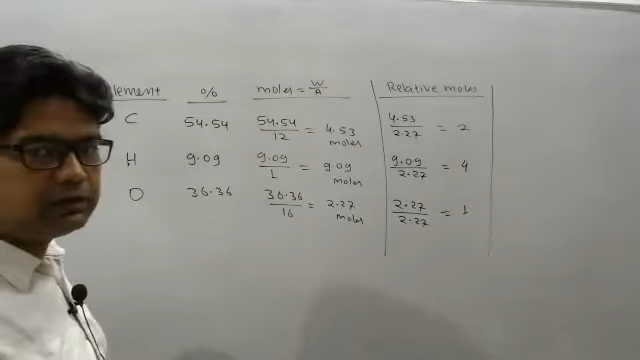 lement % moles = W/A Relative moles
C 54.54 54.54/12 = 4.53 moles 4.53/2.27 = 2
H 9.09 9.09/1 = 9.09 moles 9.09/2.27 = 4
O 36.36 36.36/16 = 2.27 moles 2.27/2.27 = 1